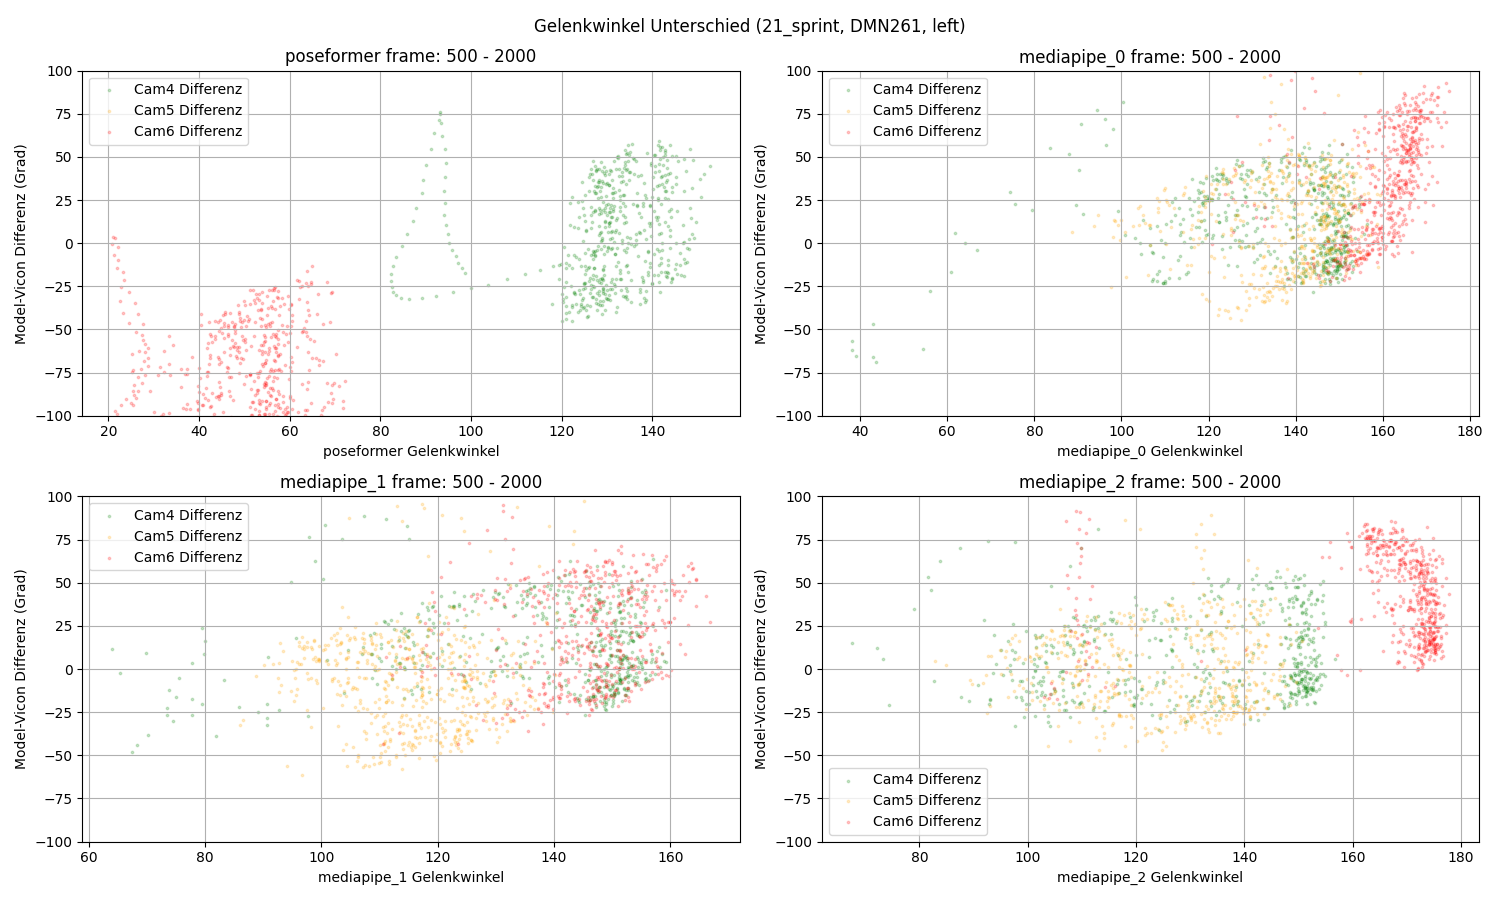 Gelenkwinkel Unterschied (21_sprint, DMN261, left)
poseformer frame: 500 - 2000
Cam4 Differenz
Cam5 Differenz
Cam6 Differenz
Model-Vicon Differenz (Grad)
100
75
50
25
0
−25
−50
−75
−100
20 40 60 80 100 120 140
poseformer Gelenkwinkel
mediapipe_0 frame: 500 - 2000
Cam4 Differenz
Cam5 Differenz
Cam6 Differenz
Model-Vicon Differenz (Grad)
100
75
50
25
0
−25
−50
−75
−100
40 60 80 100 120 140 160 180
mediapipe_0 Gelenkwinkel
mediapipe_1 frame: 500 - 2000
Cam4 Differenz
Cam5 Differenz
Cam6 Differenz
Model-Vicon Differenz (Grad)
100
75
50
25
0
−25
−50
−75
−100
60 80 100 120 140 160
mediapipe_1 Gelenkwinkel
mediapipe_2 frame: 500 - 2000
Cam4 Differenz
Cam5 Differenz
Cam6 Differenz
Model-Vicon Differenz (Grad)
100
75
50
25
0
−25
−50
−75
−100
80 100 120 140 160 180
mediapipe_2 Gelenkwinkel